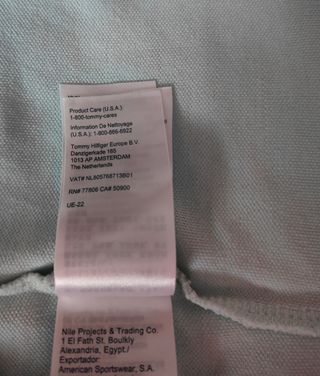 Product Care (U.S.A.)
1-800-tommy-cares
Information De Nettoyage
(U.S.A.): 1-800-866-6922
Tommy Hilfiger Europe B.V.
Danzigerkade 165
1013 AP AMSTERDAM
The Netherlands
VAT# NL805768713B01
RN# 77806 CA# 50900
UE-22
Nile Projects & Trading Co.
1 El Fath St. Boulkly
Alexandria, Egypt./
Exportador:
American Sportswear, S.A.